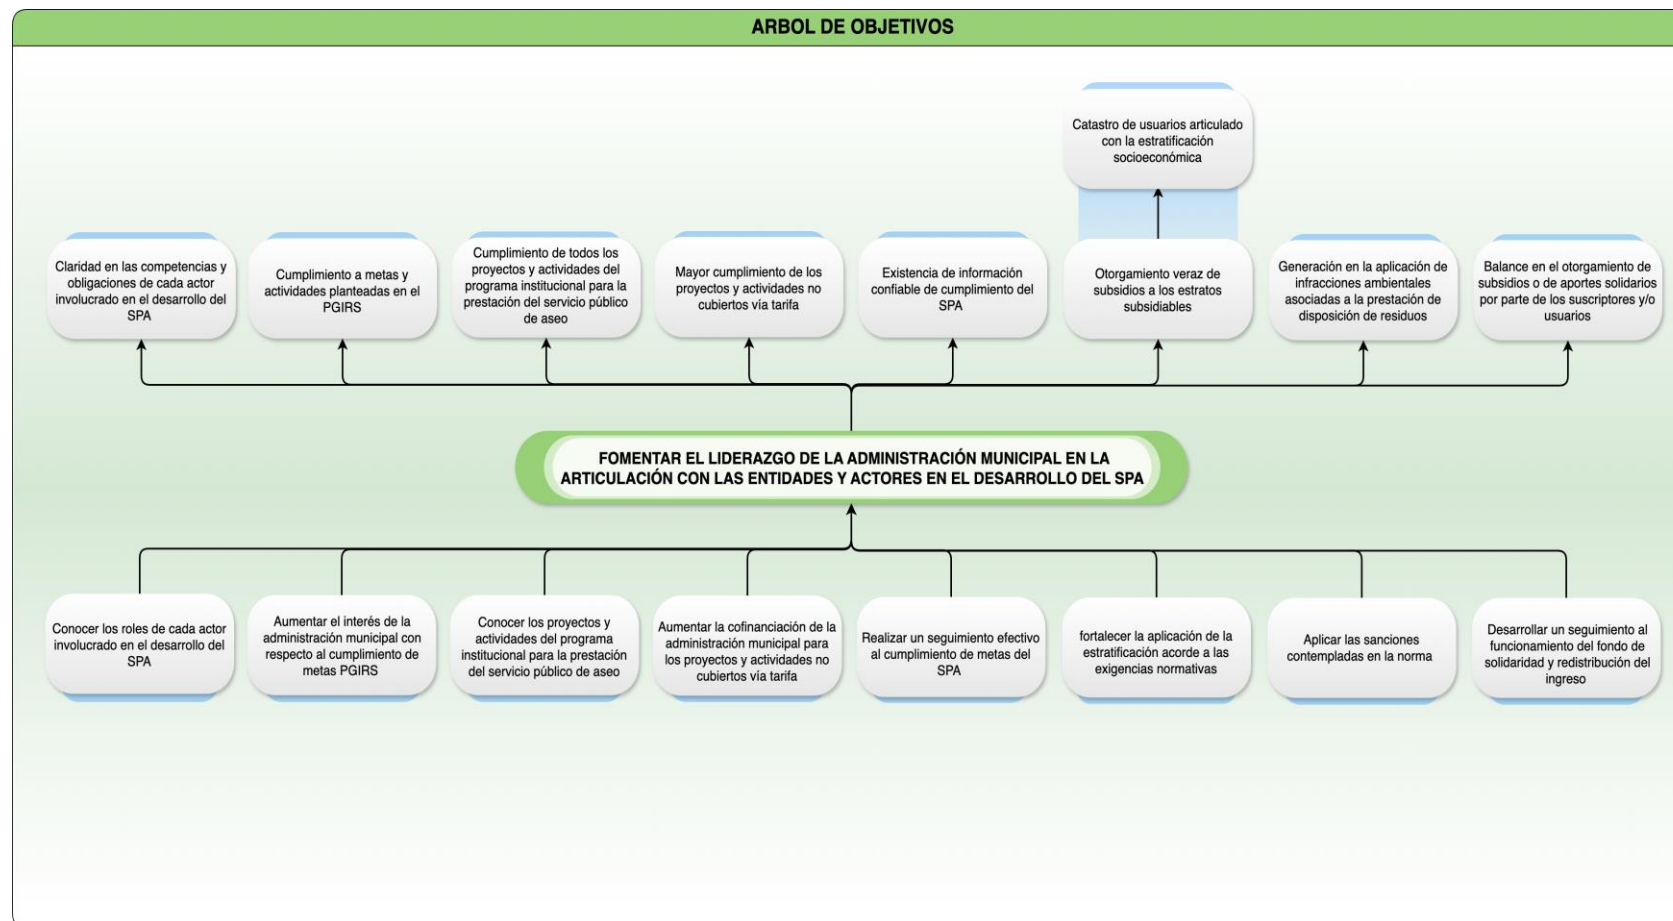 ARBOL DE OBJETIVOS
Catastro de usuarios articulado
con la estratificación
socioeconómica
Claridad en las competencias y
obligaciones de cada actor
involucrado en el desarrollo del
SPA
Cumplimiento a metas y
actividades planteadas en el
PGIRS
Cumplimiento de todos los
proyectos y actividades del
programa institucional para la
prestación del servicio público
de aseo
Mayor cumplimiento de los
proyectos y actividades no
cubiertos vía tarifa
Existencia de información
confiable de cumplimiento del
SPA
Otorgamiento veraz de
subsidios a los estratos
subsidiables
Generación en la aplicación de
infracciones ambientales
asociadas a la prestación de
disposición de residuos
Balance en el otorgamiento de
subsidios o de aportes solidarios
por parte de los suscriptores y/o
usuarios
FOMENTAR EL LIDERAZGO DE LA ADMINISTRACIÓN MUNICIPAL EN LA
ARTICULACIÓN CON LAS ENTIDADES Y ACTORES EN EL DESARROLLO DEL SPA
Conocer los roles de cada actor
involucrado en el desarrollo del
SPA
Aumentar el interés de la
administración municipal con
respecto al cumplimiento de
metas PGIRS
Conocer los proyectos y
actividades del programa
institucional para la prestación
del servicio público de aseo
Aumentar la cofinanciación de la
administración municipal para
los proyectos y actividades no
cubiertos vía tarifa
Realizar un seguimiento efectivo
al cumplimiento de metas del
SPA
fortalecer la aplicación de la
estratificación acorde a las
exigencias normativas
Aplicar las sanciones
contempladas en la norma
Desarrollar un seguimiento al
funcionamiento del fondo de
solidaridad y redistribución del
ingreso